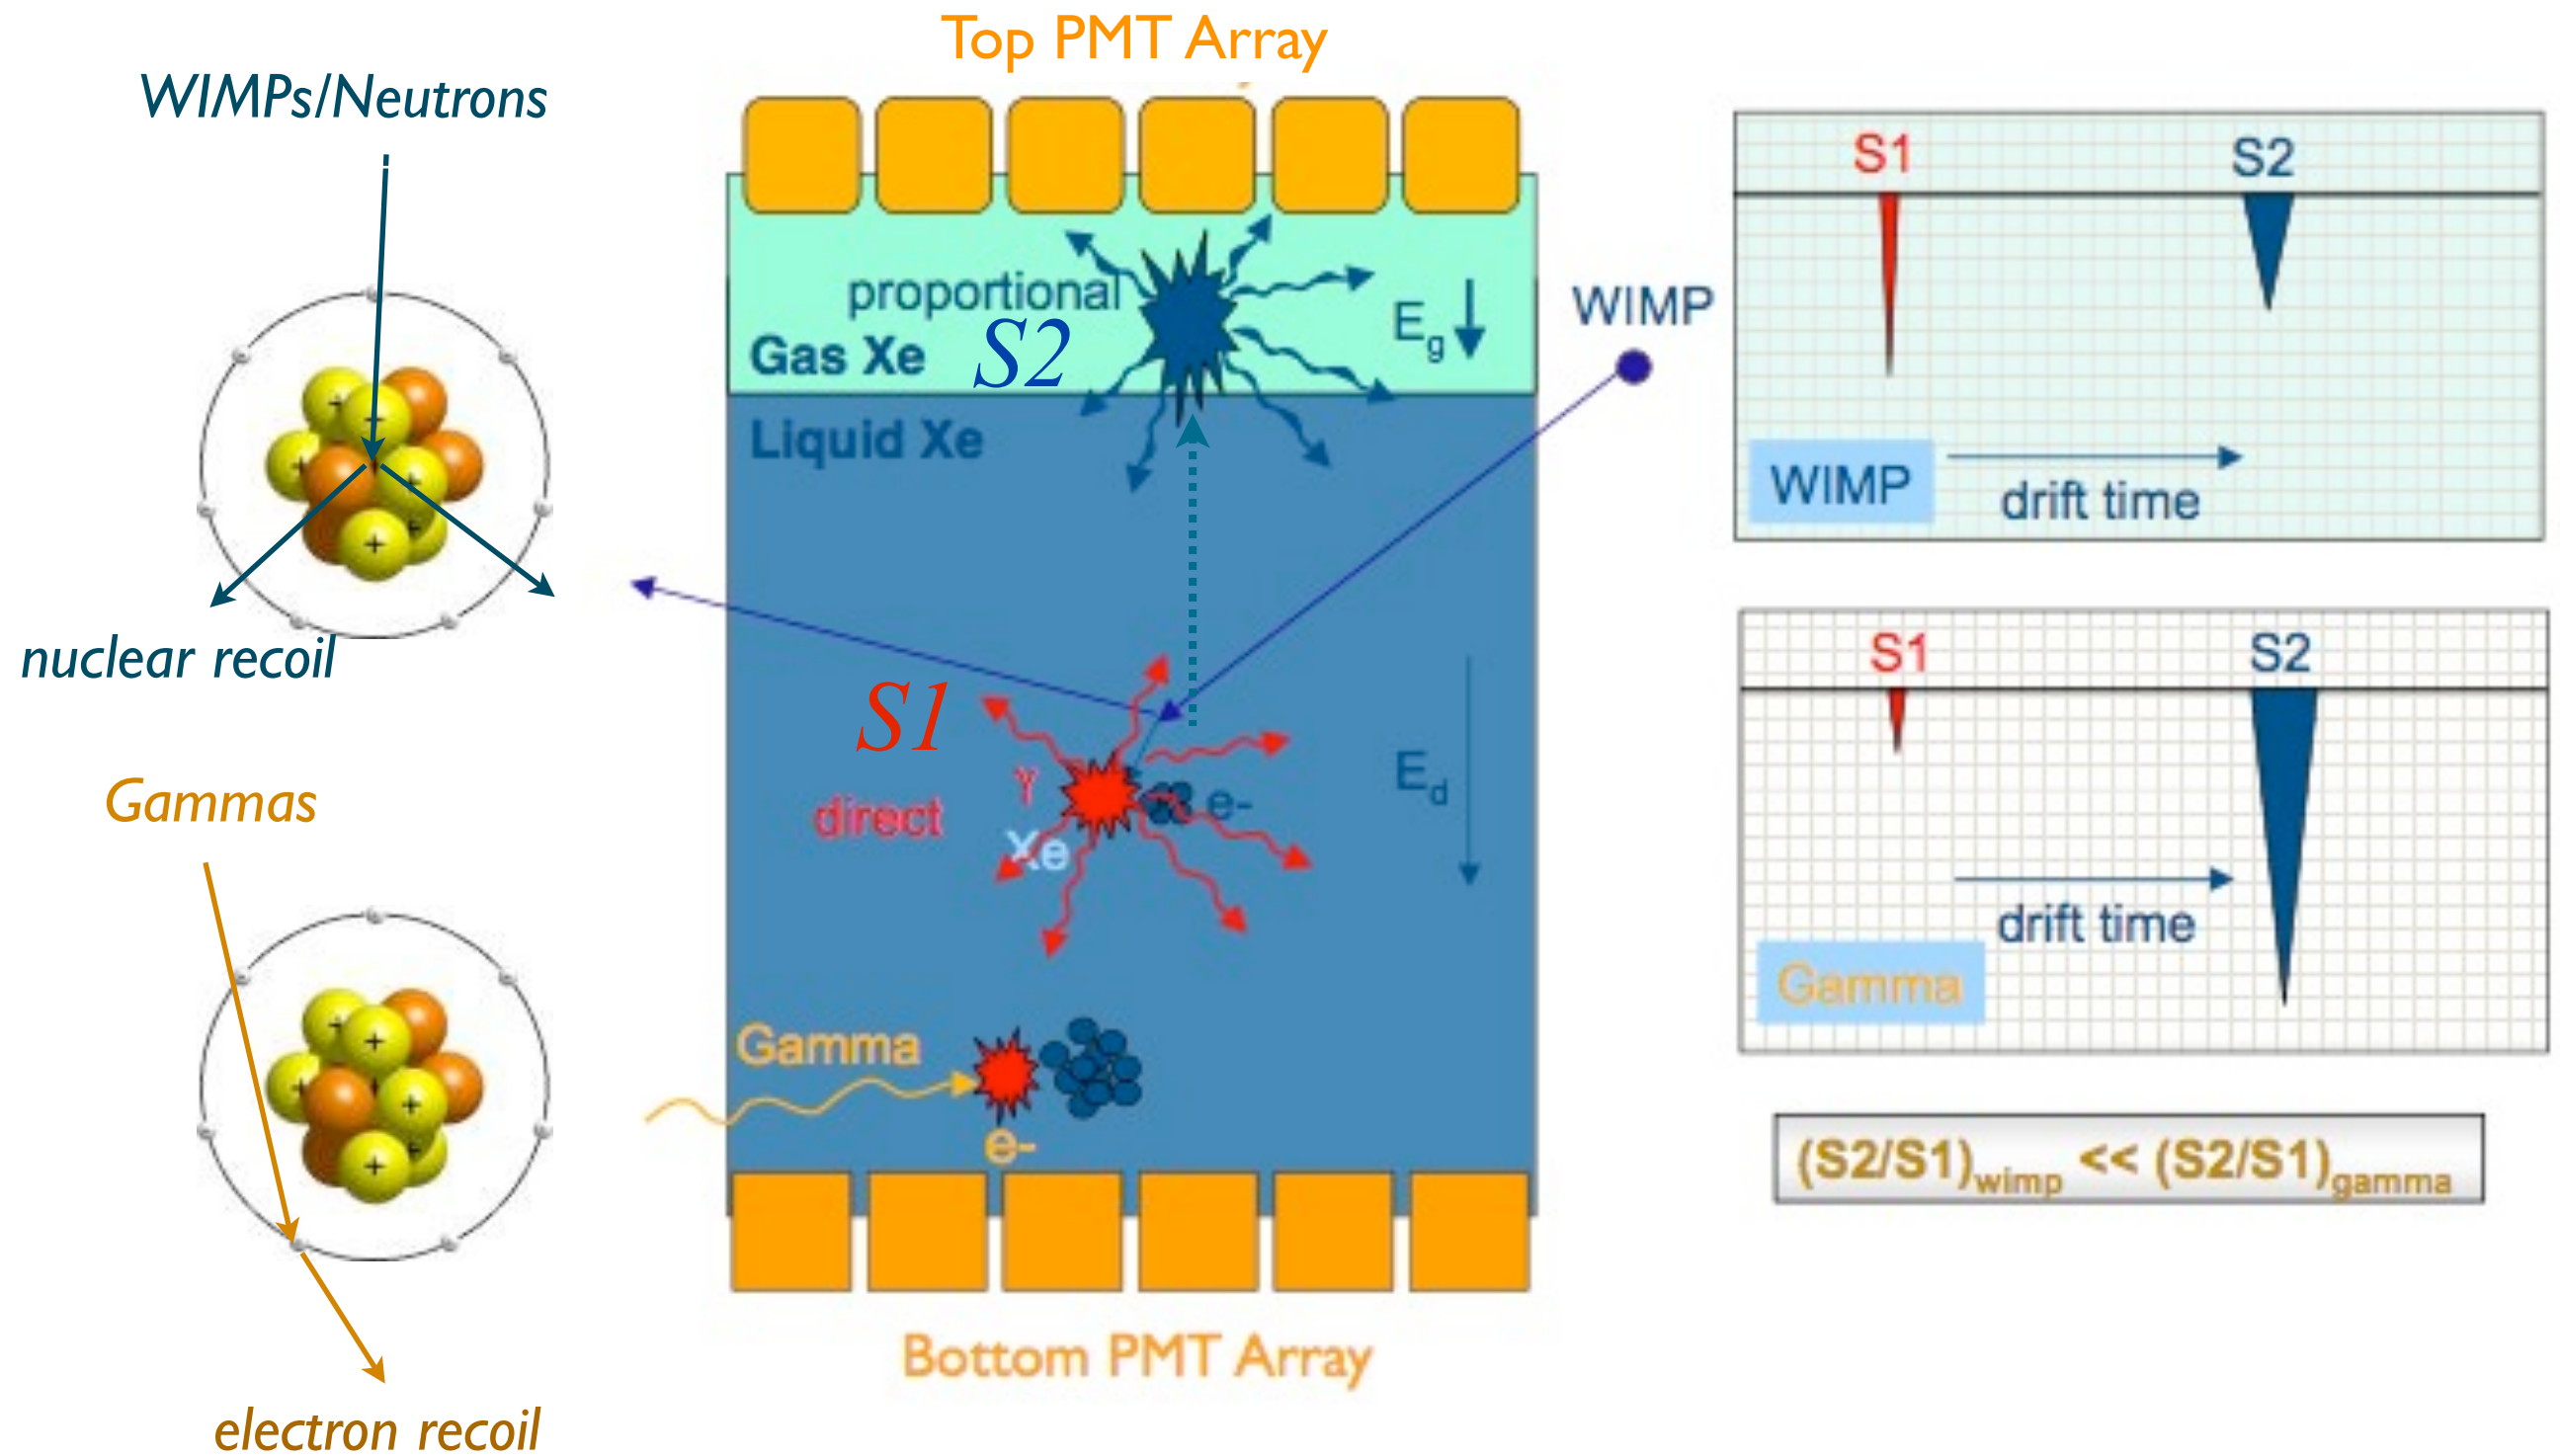 Top PMT Array
WIMPs/Neutrons
nuclear recoil
Gammas
electron recoil
proportional
S2
Gas Xe
Eg
Liquid Xe
WIMP
S1
γ
direct
Xe
e-
Ed
Gamma
e-
Bottom PMT Array
S1 S2
WIMP
drift time
S1 S2
drift time
Gamma
(S2/S1)wimp << (S2/S1)gamma